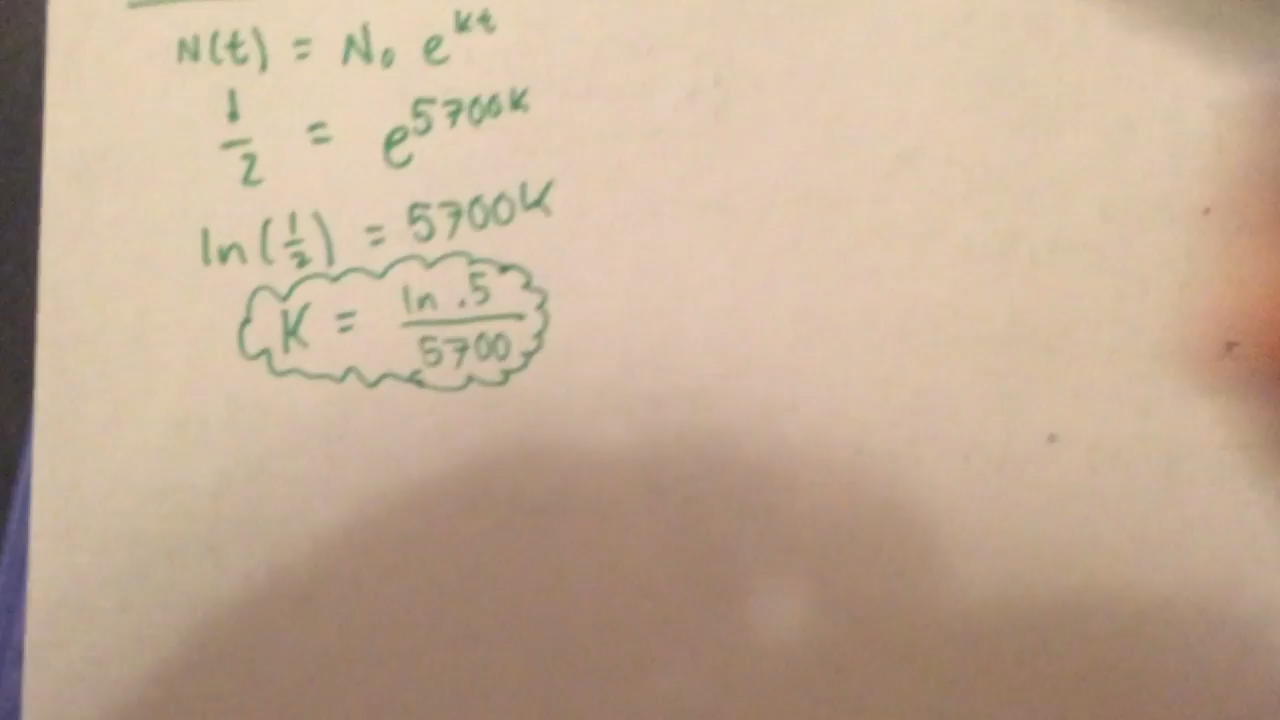 N(t) = N₀ e^kt
1/2 = e^5700K
ln(1/2) = 5700K
K = ln .5/5700